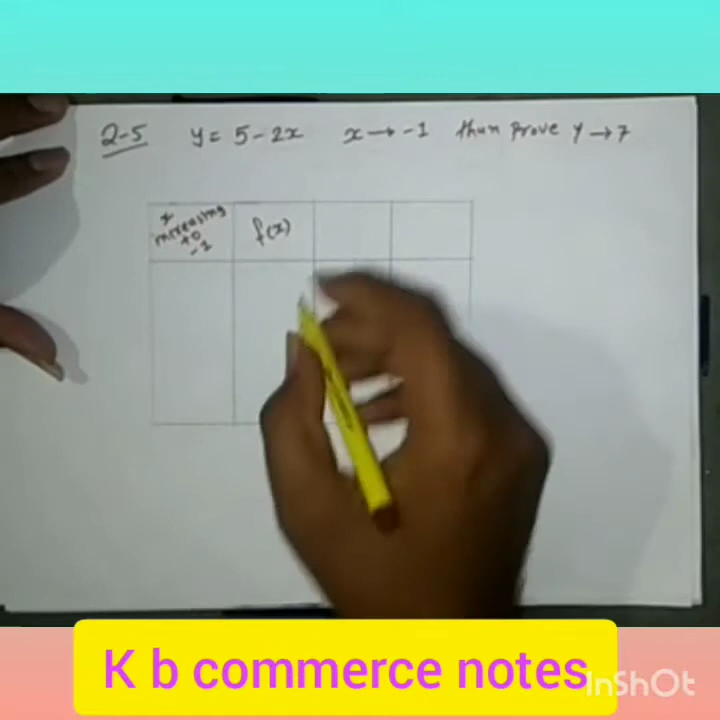 Q-5 y = 5-2x x → -1 then prove y → 7
x increasing to -1
f(x)
K b commerce notes
InShOt